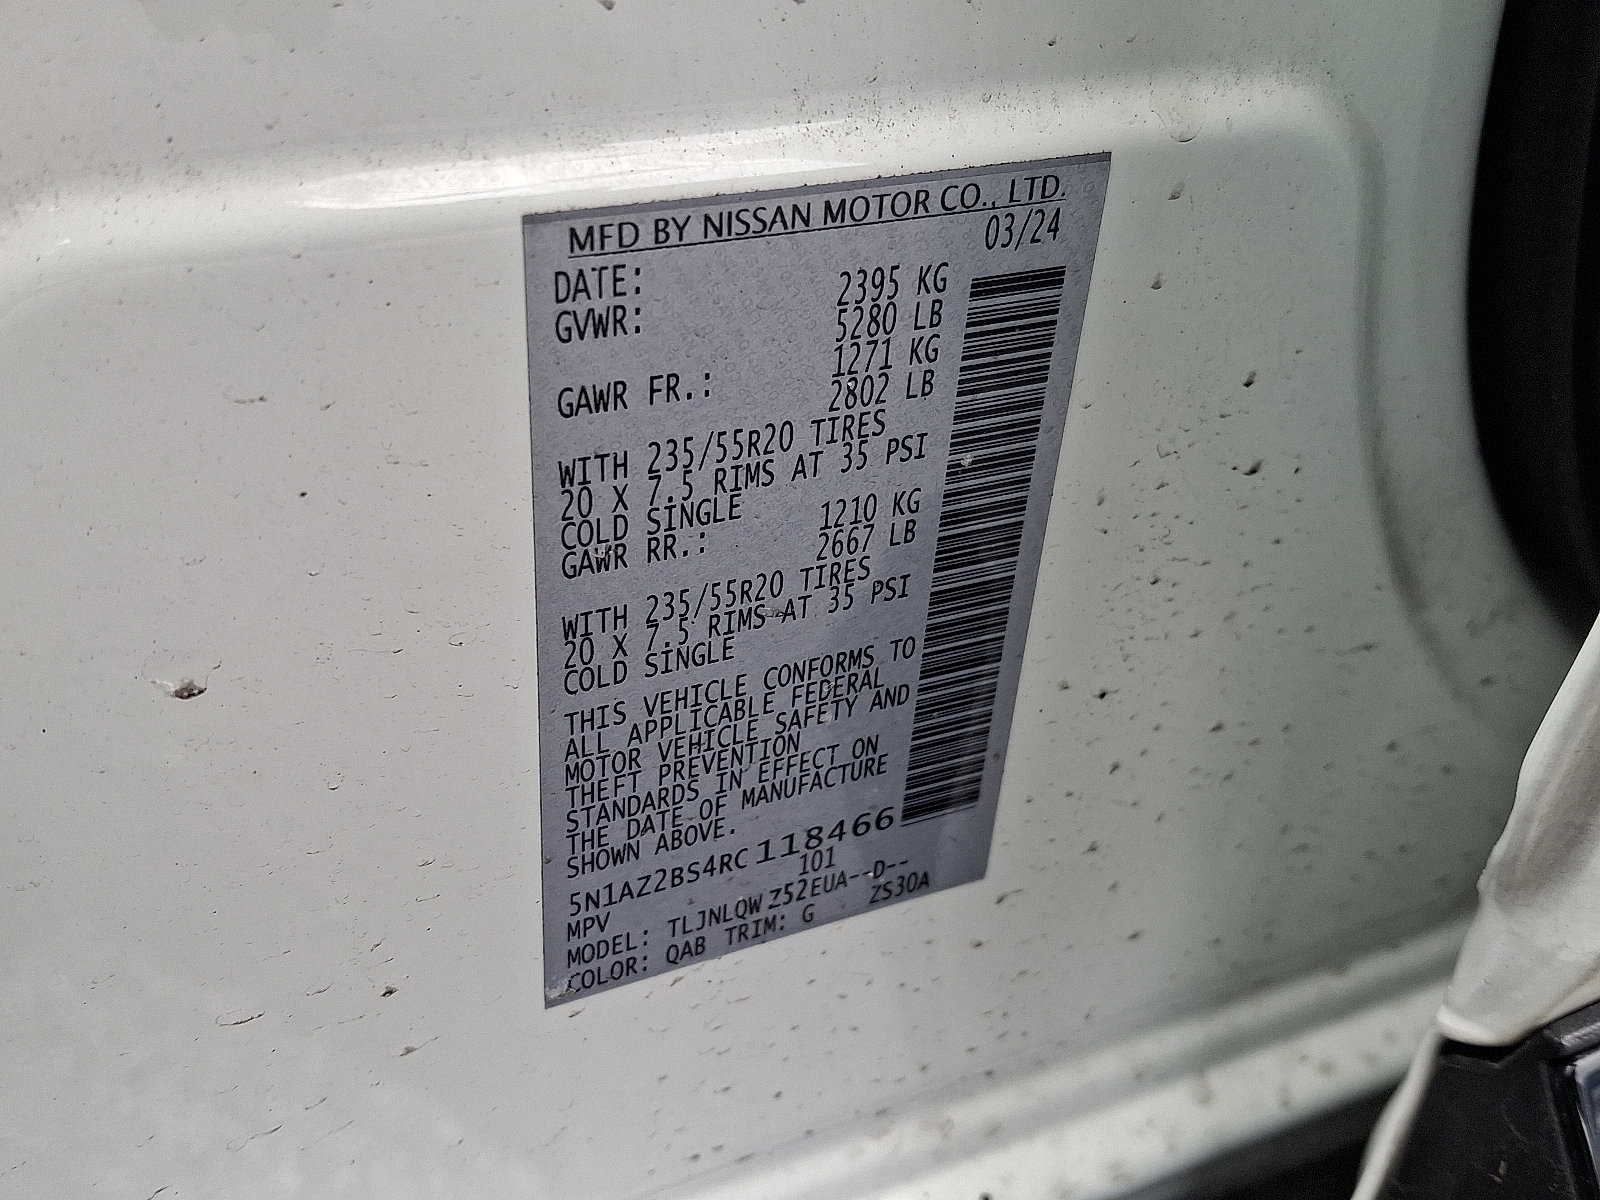 MFD BY NISSAN MOTOR CO., LTD.
DATE: 03/24
GVWR: 2395 KG
5280 LB
GAWR FR.: 1271 KG
2802 LB
WITH 235/55R20 TIRES
20 X 7.5 RIMS AT 35 PSI
COLD SINGLE
GAWR RR.: 1210 KG
2667 LB
WITH 235/55R20 TIRES
20 X 7.5 RIMS AT 35 PSI
COLD SINGLE
THIS VEHICLE CONFORMS TO
ALL APPLICABLE FEDERAL
MOTOR VEHICLE SAFETY AND
THEFT PREVENTION
STANDARDS IN EFFECT ON
THE DATE OF MANUFACTURE
SHOWN ABOVE.
5N1AZ2BS4RC118466
MPV 101
MODEL: TLJNLQWZ52EUA--D--
COLOR: QAB TRIM: G ZS30A